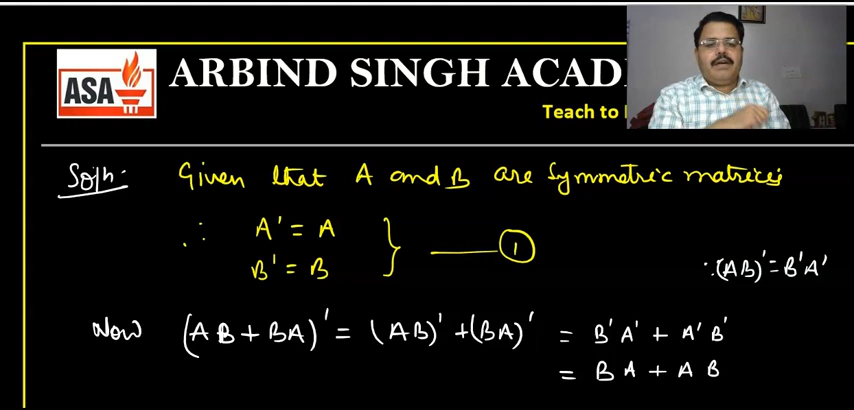 ASA
ARBIND SINGH ACAD
Teach to
Soln. Given that A and B are Symmetric matrices
∴ A' = A
B' = B } ——— ①
∵ (AB)' = B'A'
Now (AB + BA)' = (AB)' + (BA)' = B'A' + A'B'
= BA + AB